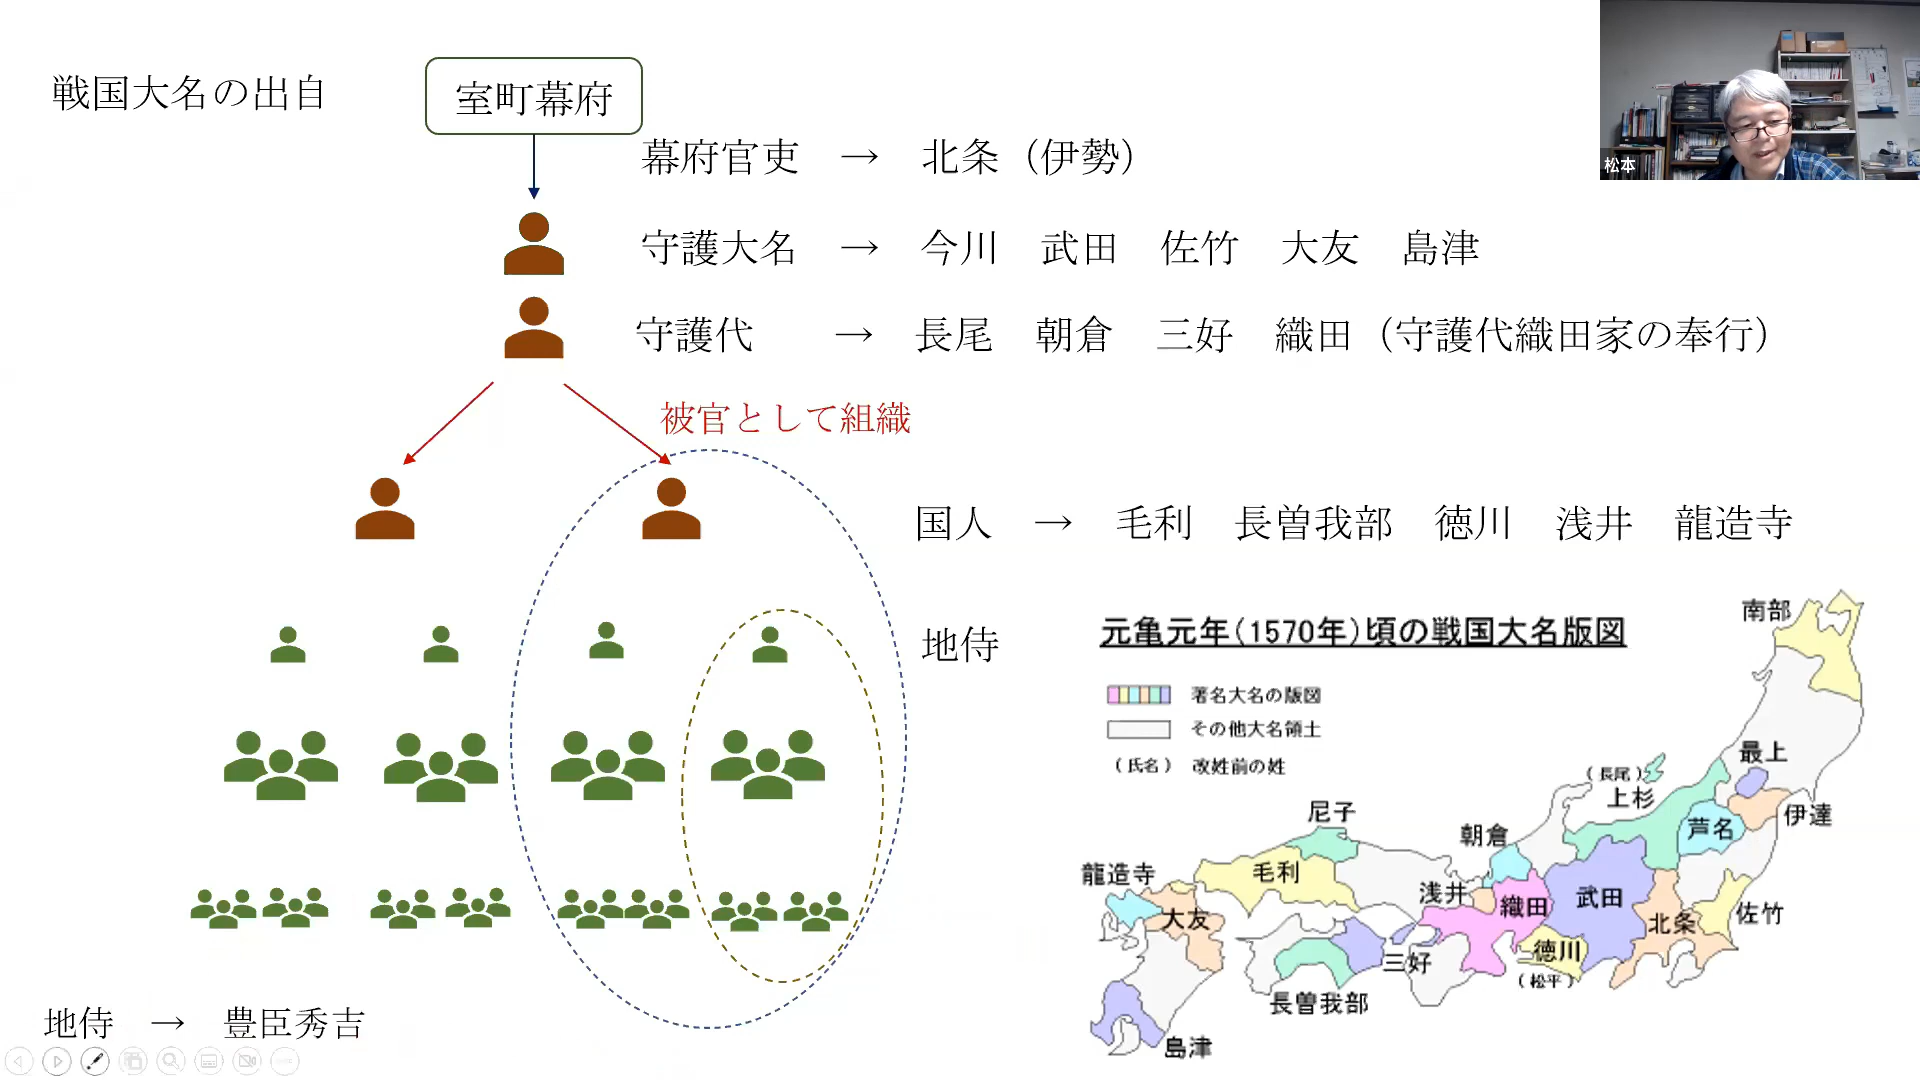 戦国大名の出自
室町幕府
幕府官吏 → 北条（伊勢）
守護大名 → 今川 武田 佐竹 大友 島津
守護代 → 長尾 朝倉 三好 織田（守護代織田家の奉行）
被官として組織
国人 → 毛利 長曽我部 徳川 浅井 龍造寺
地侍
地侍 → 豊臣秀吉
元亀元年(1570年)頃の戦国大名版図
著名大名の版図
その他大名領土
（氏名） 改姓前の姓
南部
最上
（長尾）
上杉
伊達
芦名
尼子
朝倉
龍造寺
毛利
浅井
織田
武田
北条
佐竹
大友
徳川
（松平）
三好
長曽我部
島津
松本